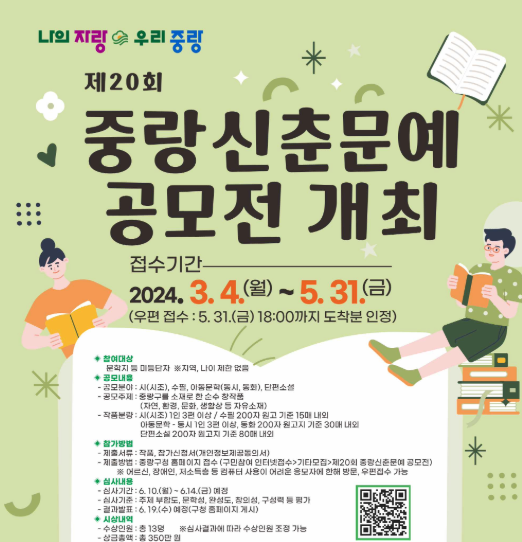 나의 자랑 우리 중랑
제20회
중랑신춘문예
공모전 개최
접수기간
2024. 3. 4.(월) ~ 5. 31.(금)
(우편 접수 : 5. 31.(금) 18:00까지 도착분 인정)
참여대상
문학지 등 미등단자 ※지역, 나이 제한 없음
공모내용
- 공모분야 : 시(시조), 수필, 아동문학(동시, 동화), 단편소설
- 공모주제 : 중랑구를 소재로 한 순수 창작품
(자연, 환경, 문화, 생활상 등 자유소재)
- 작품분량 : 시(시조) 1인 3편 이상 / 수필 200자 원고 기준 15매 내외
아동문학 - 동시 1인 3편 이상, 동화 200자 원고지 기준 30매 내외
단편소설 200자 원고지 기준 80매 내외
참가방법
- 제출서류 : 작품, 참가신청서(개인정보제공동의서)
- 제출방법 : 중랑구청 홈페이지 접수 (구민참여 인터넷접수>기타모집>제20회 중랑신춘문예 공모전)
※ 어르신, 장애인, 저소득층 등 컴퓨터 사용이 어려운 응모자에 한해 방문, 우편접수 가능
심사내용
- 심사기간 : 6. 10.(월) ~ 6.14.(금) 예정
- 심사기준 : 주제 부합도, 문학성, 완성도, 창의성, 구성력 등 평가
- 결과발표 : 6. 19.(수) 예정(구청 홈페이지 게시)
시상내역
- 수상인원 : 총 13명 ※심사결과에 따라 수상인원 조정 가능
- 상금총액 : 총 350만 원